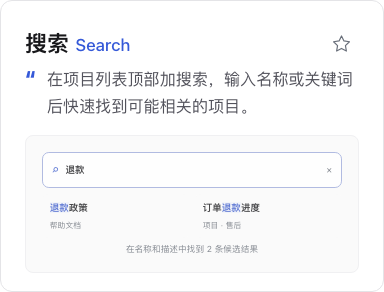 搜索 Search
在项目列表顶部加搜索，输入名称或关键词
后快速找到可能相关的项目。
退款 ×
退款政策 订单退款进度
帮助文档 项目 · 售后
在名称和描述中找到 2 条候选结果